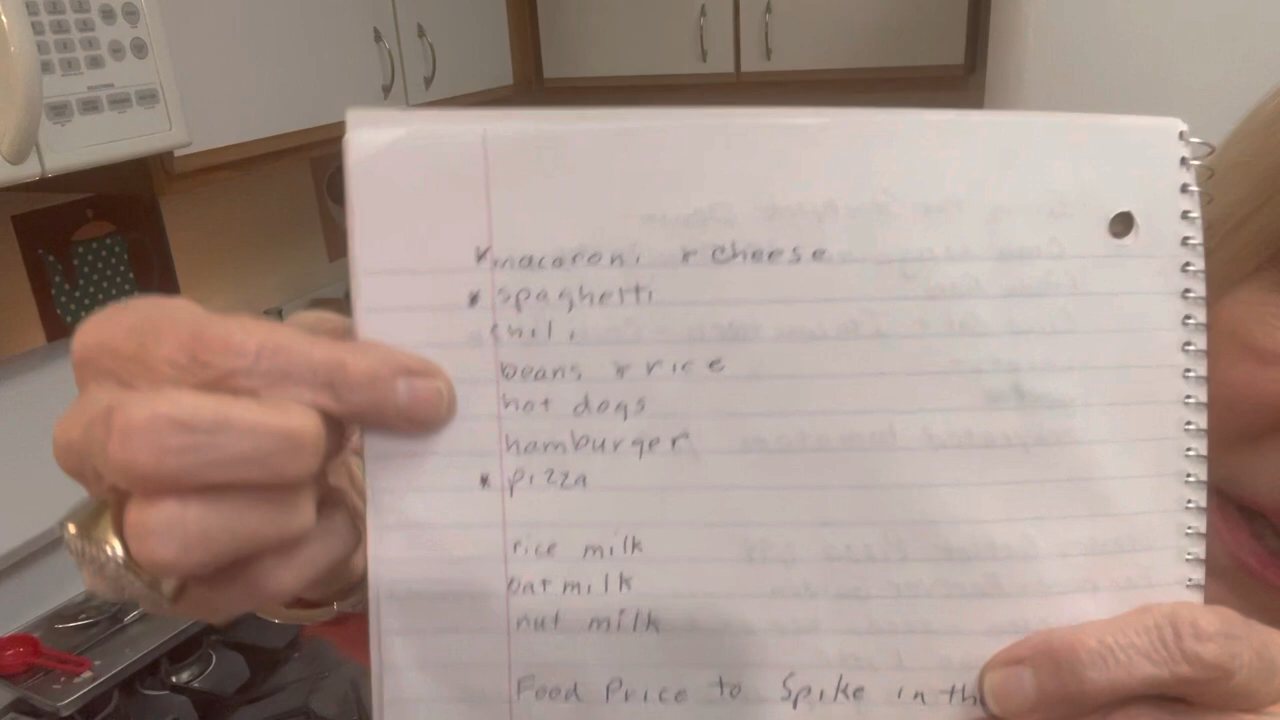 * macaroni & cheese
* spaghetti
chili
beans & rice
hot dogs
hamburger
* pizza
rice milk
oat milk
nut milk
Food Price to Spike in th